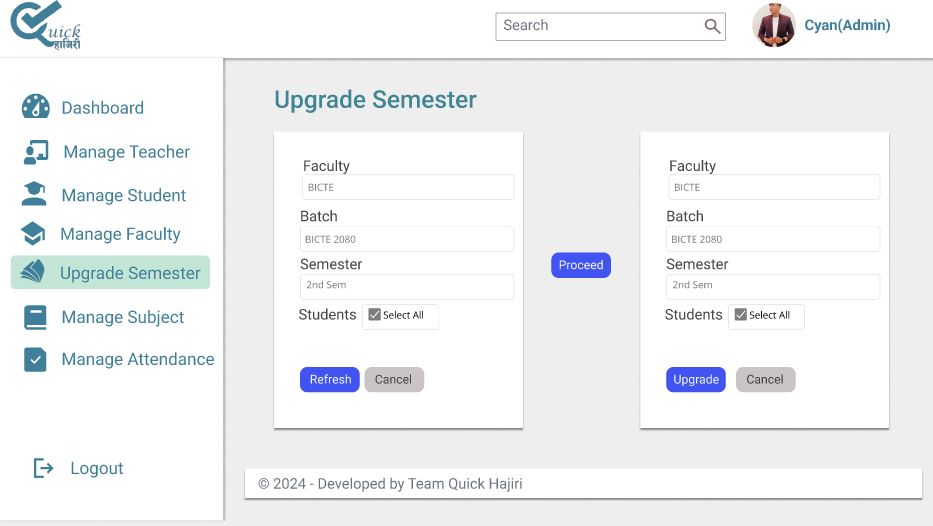 Quick
हाजिरी
Search
Cyan(Admin)
Dashboard
Manage Teacher
Manage Student
Manage Faculty
Upgrade Semester
Manage Subject
Manage Attendance
Logout
Upgrade Semester
Faculty
BICTE
Batch
BICTE 2080
Semester
2nd Sem
Students Select All
Refresh Cancel
Proceed
Faculty
BICTE
Batch
BICTE 2080
Semester
2nd Sem
Students Select All
Upgrade Cancel
© 2024 - Developed by Team Quick Hajiri